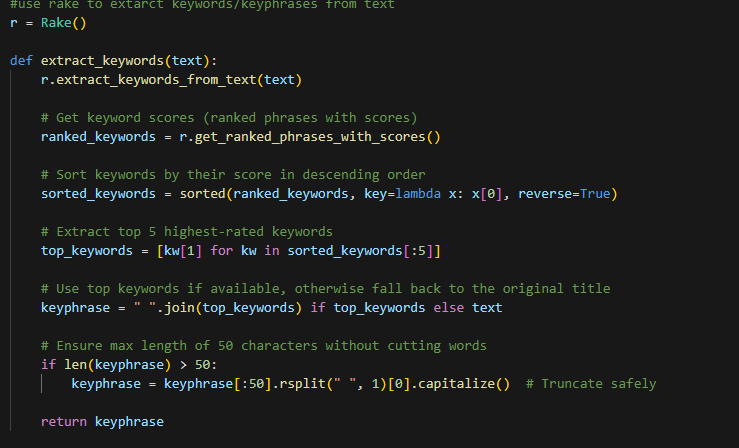 #use rake to extarct keywords/keyphrases from text
r = Rake()
def extract_keywords(text):
r.extract_keywords_from_text(text)
# Get keyword scores (ranked phrases with scores)
ranked_keywords = r.get_ranked_phrases_with_scores()
# Sort keywords by their score in descending order
sorted_keywords = sorted(ranked_keywords, key=lambda x: x[0], reverse=True)
# Extract top 5 highest-rated keywords
top_keywords = [kw[1] for kw in sorted_keywords[:5]]
# Use top keywords if available, otherwise fall back to the original title
keyphrase = " ".join(top_keywords) if top_keywords else text
# Ensure max length of 50 characters without cutting words
if len(keyphrase) > 50:
keyphrase = keyphrase[:50].rsplit(" ", 1)[0].capitalize()  # Truncate safely
return keyphrase